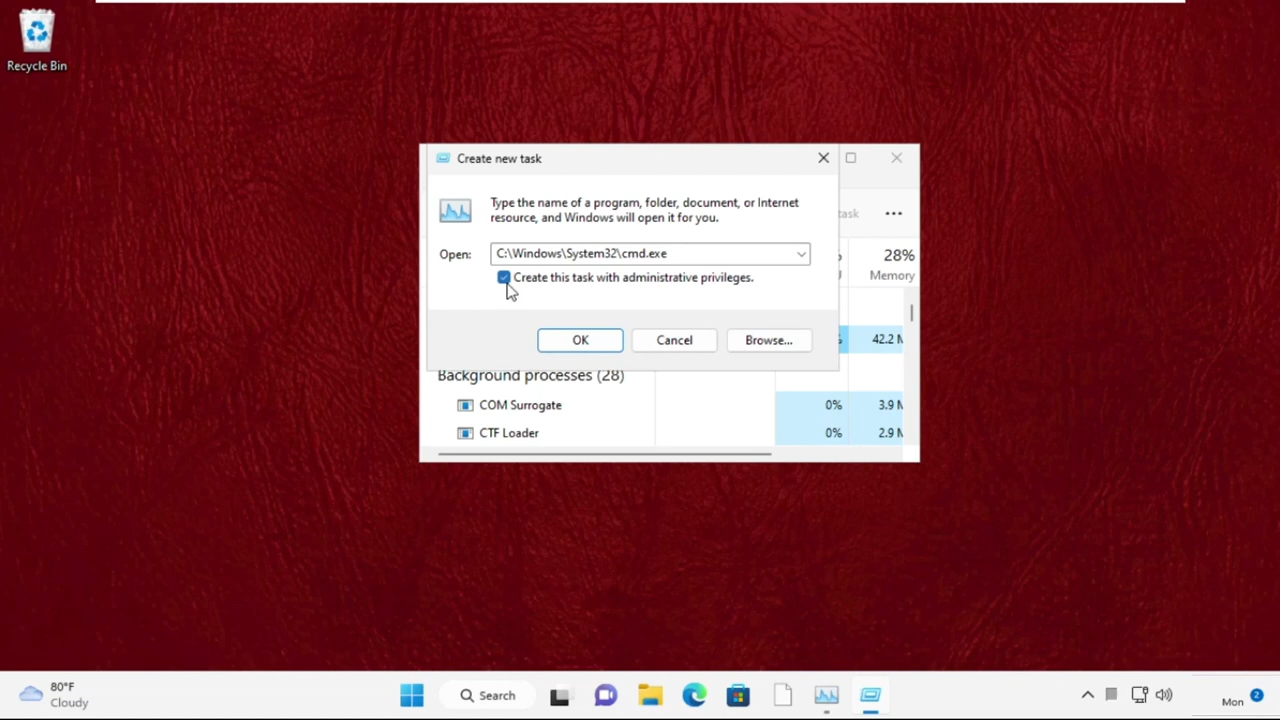 Recycle Bin
Create new task
Type the name of a program, folder, document, or Internet
resource, and Windows will open it for you.
task
Open:
C:\Windows\System32\cmd.exe
28%
Create this task with administrative privileges.
Memory
OK
Cancel
Browse...
42.2
Background processes (28)
COM Surrogate
0%
3.9
CTF Loader
0%
2.9
80°F
Cloudy
Search
Mon
2